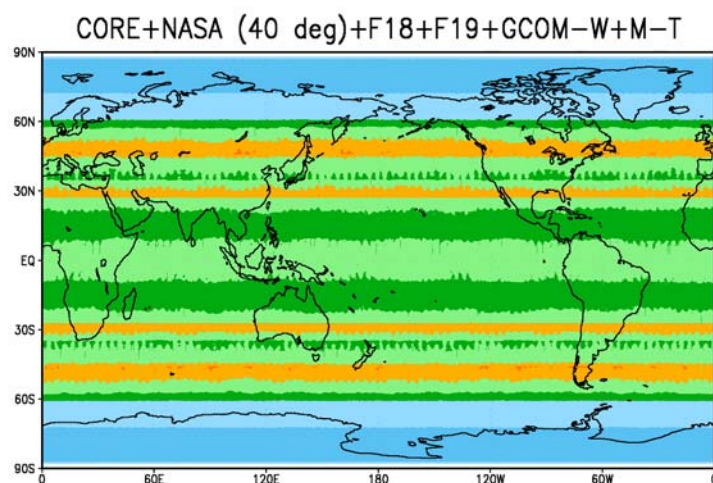 CORE+NASA (40 deg)+F18+F19+GCOM-W+M-T
90N
60N
30N
EQ
30S
60S
90S
0 60E 120E 180 120W 60W 0